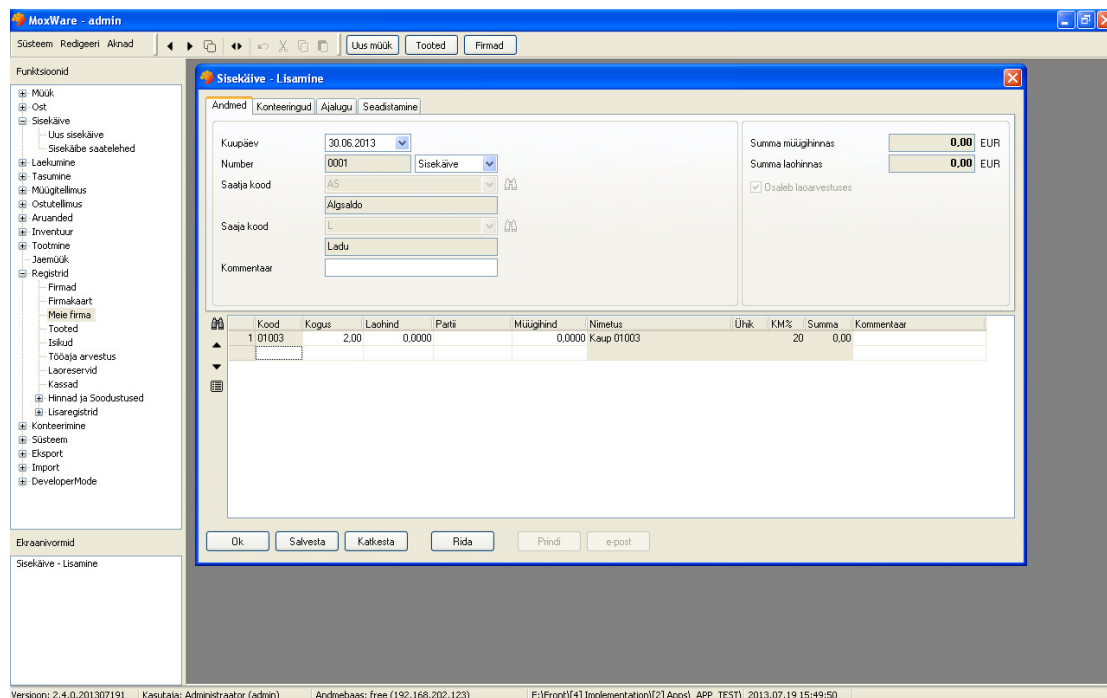 MoxWare - admin
Süsteem Redigeeri Aknad Uus müük Tooted Firmad
Funktsioonid
Müük
Ost
Sisekäive
Uus sisekäive
Sisekäibe saatelehed
Laekumine
Tasumine
Müügitellimus
Ostutellimus
Aruanded
Inventuur
Tootmine
Jaemüük
Registrid
Firmad
Firmakaart
Meie firma
Tooted
Isikud
Tööaja arvestus
Laoreservid
Kassad
Hinnad ja Soodustused
Lisaregistrid
Konteerimine
Süsteem
Eksport
Import
DeveloperMode
Ekraanivormid
Sisekäive - Lisamine
Sisekäive - Lisamine
Andmed Konteeringud Ajalugu Seadistamine
Kuupäev 30.06.2013
Number 0001 Sisekäive
Saatja kood AS
Algsaldo
Saaja kood L
Ladu
Kommentaar
Summa müügihinnas 0,00 EUR
Summa laohinnas 0,00 EUR
Osaleb laoarvestuses
Kood Kogus Laohind Partii Müügihind Nimetus Ühik KM% Summa Kommentaar
1 01003 2,00 0,0000 0,0000 Kaup 01003 20 0,00
Ok Salvesta Katkesta Rida Prindi e-post
Versioon: 2.4.0.201307191 Kasutaja: Administraator (admin) Andmebaas: free (192.168.202.123) F:\Front\[4] Implementation\[2] Apps\_APP_TEST\ 2013.07.19 15:49:50